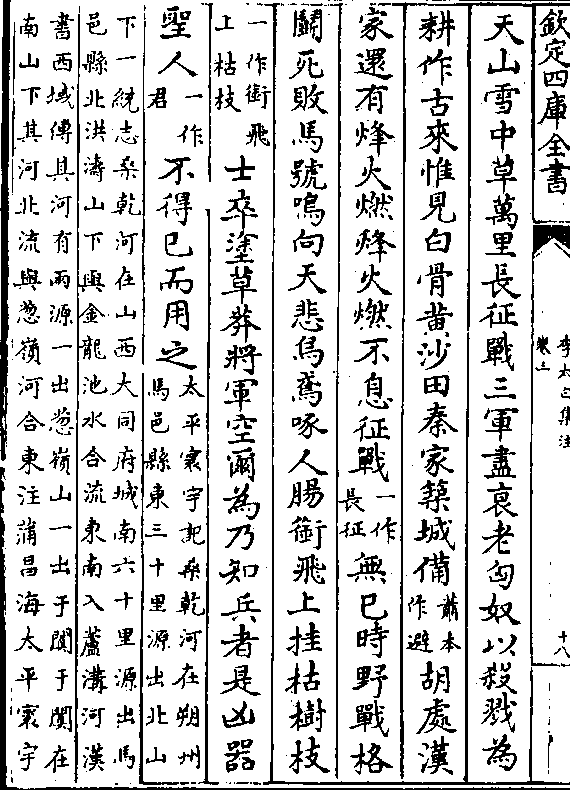 欽定四庫全書
李太白集注
卷三
十八
天山雪中草萬里長征戰三軍盡衰老匈奴以殺戮為
耕作古來惟見白骨黄沙田秦家築城備蕭本作避胡處漢
家還有烽火燃烽火燃不息征戰一作長征無已時野戰格
鬭死敗馬號鳴向天悲烏鳶啄人腸銜飛上挂枯樹枝
一作銜飛上枯枝士卒塗草莽將軍空爾為乃知兵者是凶器
聖人一作君不得已而用之太平寰宇記桑乾河在朔州馬邑縣東三十里源出北山
下一統志桑乾河在山西大同府城南六十里源出馬
邑縣北洪濤山下與金龍池水合流東南入蘆溝河漢
書西域傳其河有兩源一出葱嶺山一出于闐于闐在
南山下其河北流與葱嶺河合東注蒲昌海太平寰宇